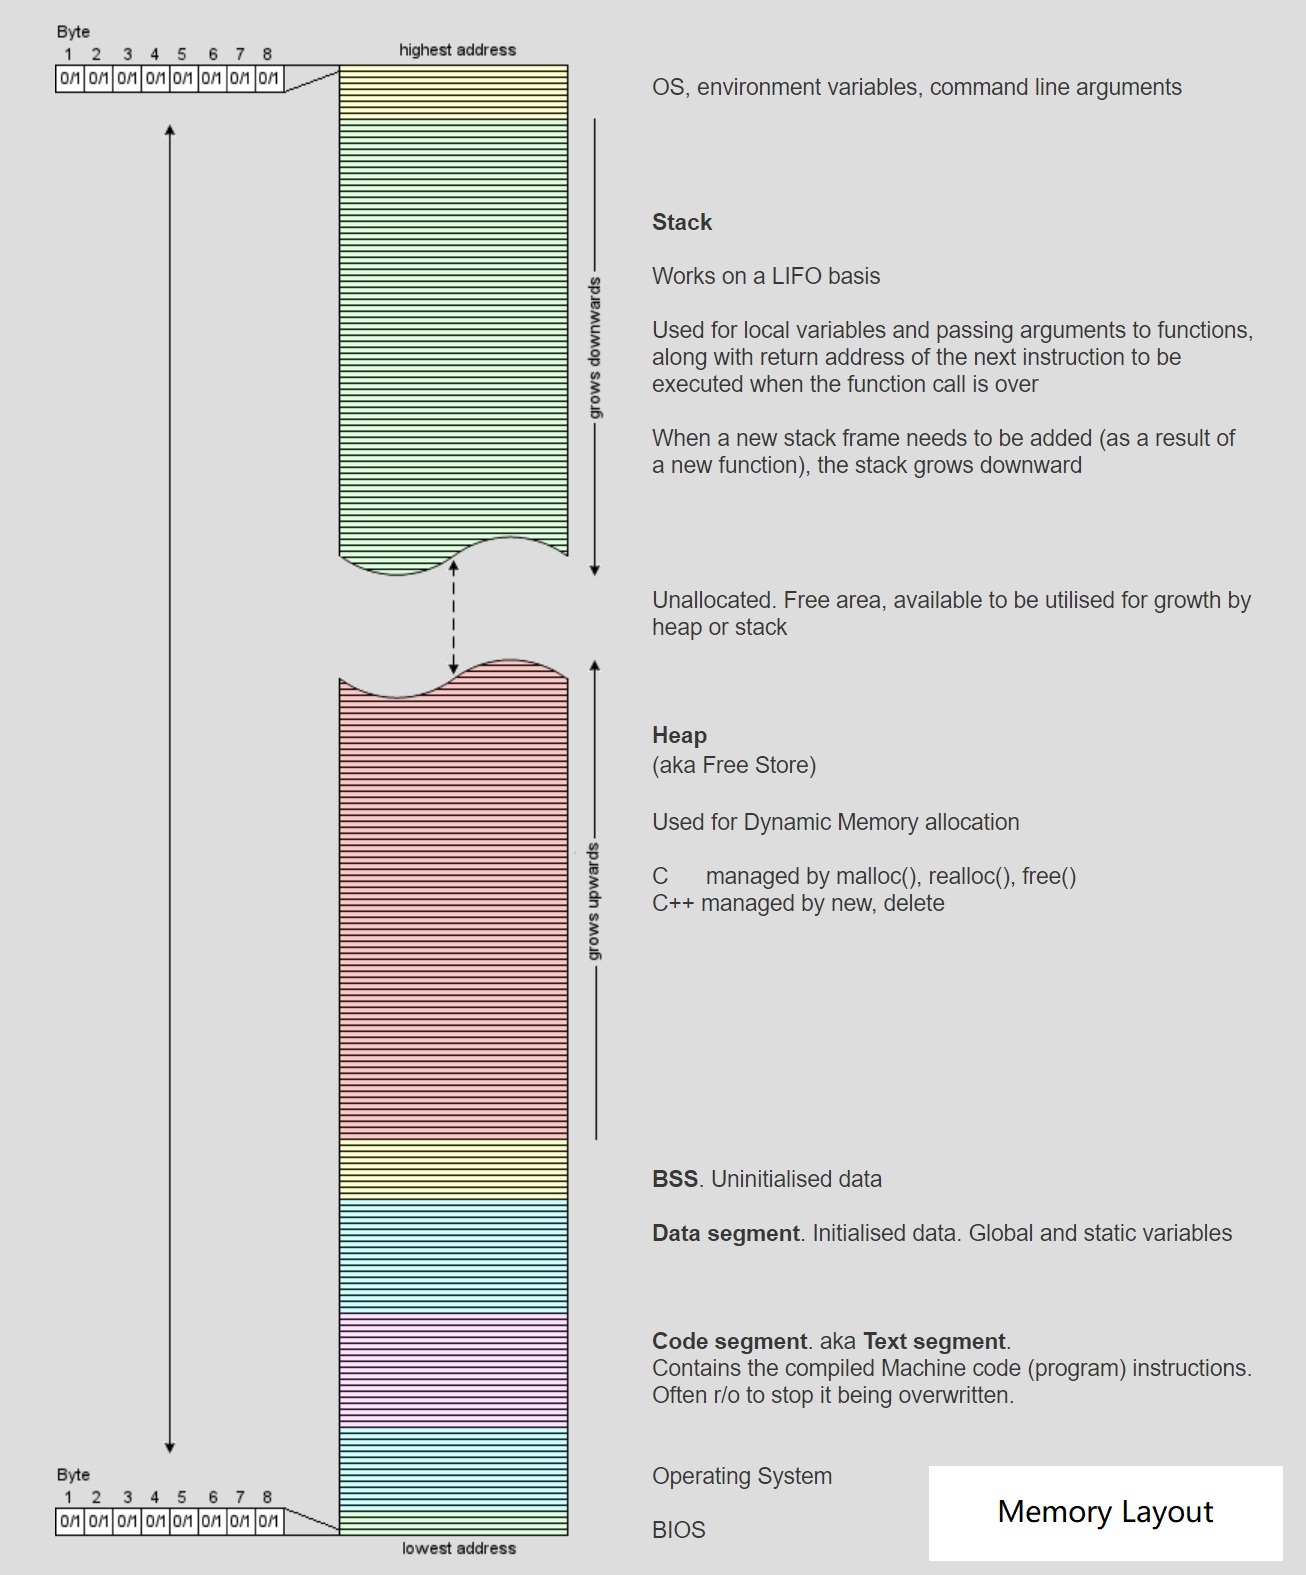 Byte
1 2 3 4 5 6 7 8
0/1 0/1 0/1 0/1 0/1 0/1 0/1 0/1
highest address
OS, environment variables, command line arguments
grows downwards
Stack
Works on a LIFO basis
Used for local variables and passing arguments to functions,
along with return address of the next instruction to be
executed when the function call is over
When a new stack frame needs to be added (as a result of
a new function), the stack grows downward
Unallocated. Free area, available to be utilised for growth by
heap or stack
grows upwards
Heap
(aka Free Store)
Used for Dynamic Memory allocation
C managed by malloc(), realloc(), free()
C++ managed by new, delete
BSS. Uninitialised data
Data segment. Initialised data. Global and static variables
Code segment. aka Text segment.
Contains the compiled Machine code (program) instructions.
Often r/o to stop it being overwritten.
Operating System
BIOS
Byte
1 2 3 4 5 6 7 8
0/1 0/1 0/1 0/1 0/1 0/1 0/1 0/1
lowest address
Memory Layout